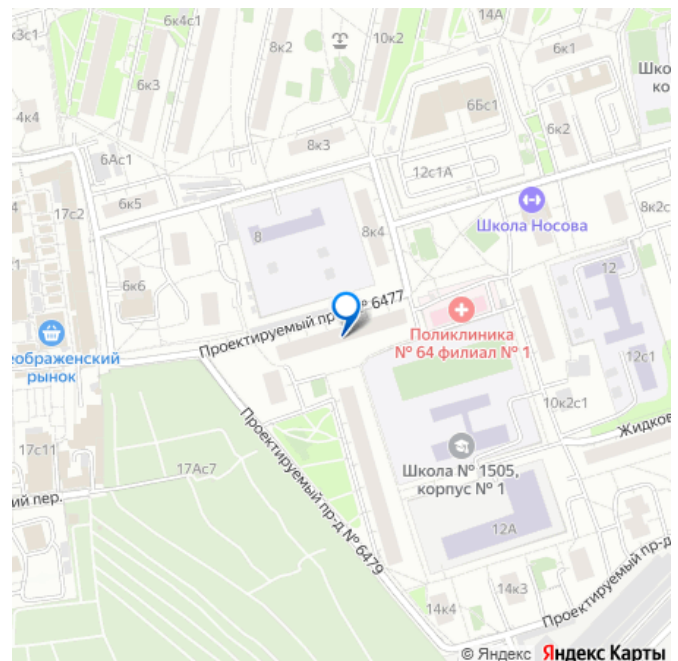 6к4с1
14А
к3с1
8к2
10к2
6к1
Шко
ко
6к3
4к4
6Бс1
6к2
8к3
6Ас1
12с1А
17с2
6к5
Школа Носова
8к2с
8
8к4
6к6
12
Проектируемый пр-д № 6477
Поликлиника
№ 64 филиал № 1
еображенский
рынок
12с1
10к2с1
Жидков
Проектируемый пр-д № 6479
17с11
17Ас7
ий пер.
Школа № 1505,
корпус № 1
12А
14к3
14к4
Проектируемый пр-д
© Яндекс Яндекс Карты